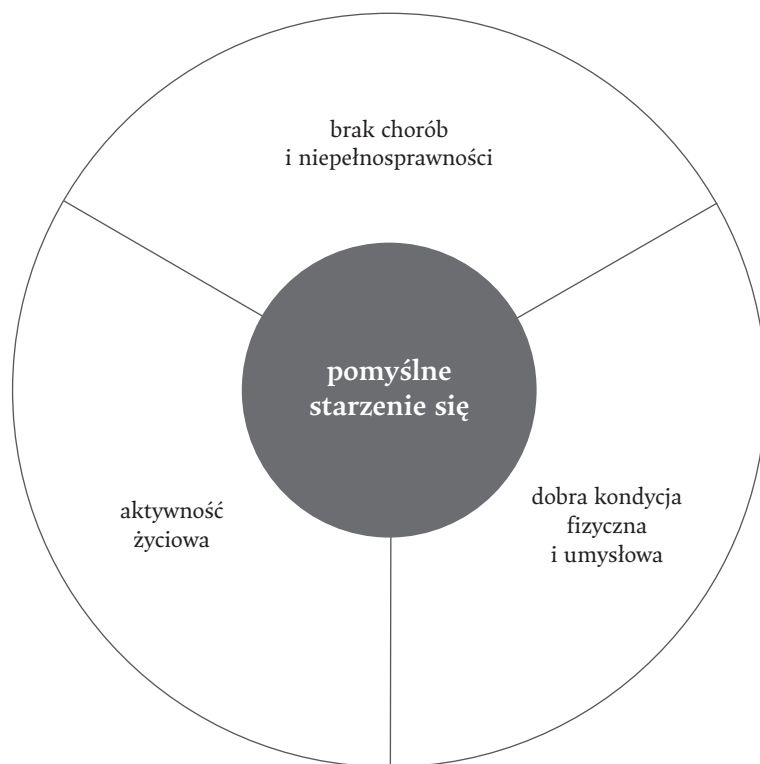 brak chorób
i niepełnosprawności
pomyślne
starzenie się
aktywność
życiowa
dobra kondycja
fizyczna
i umysłowa